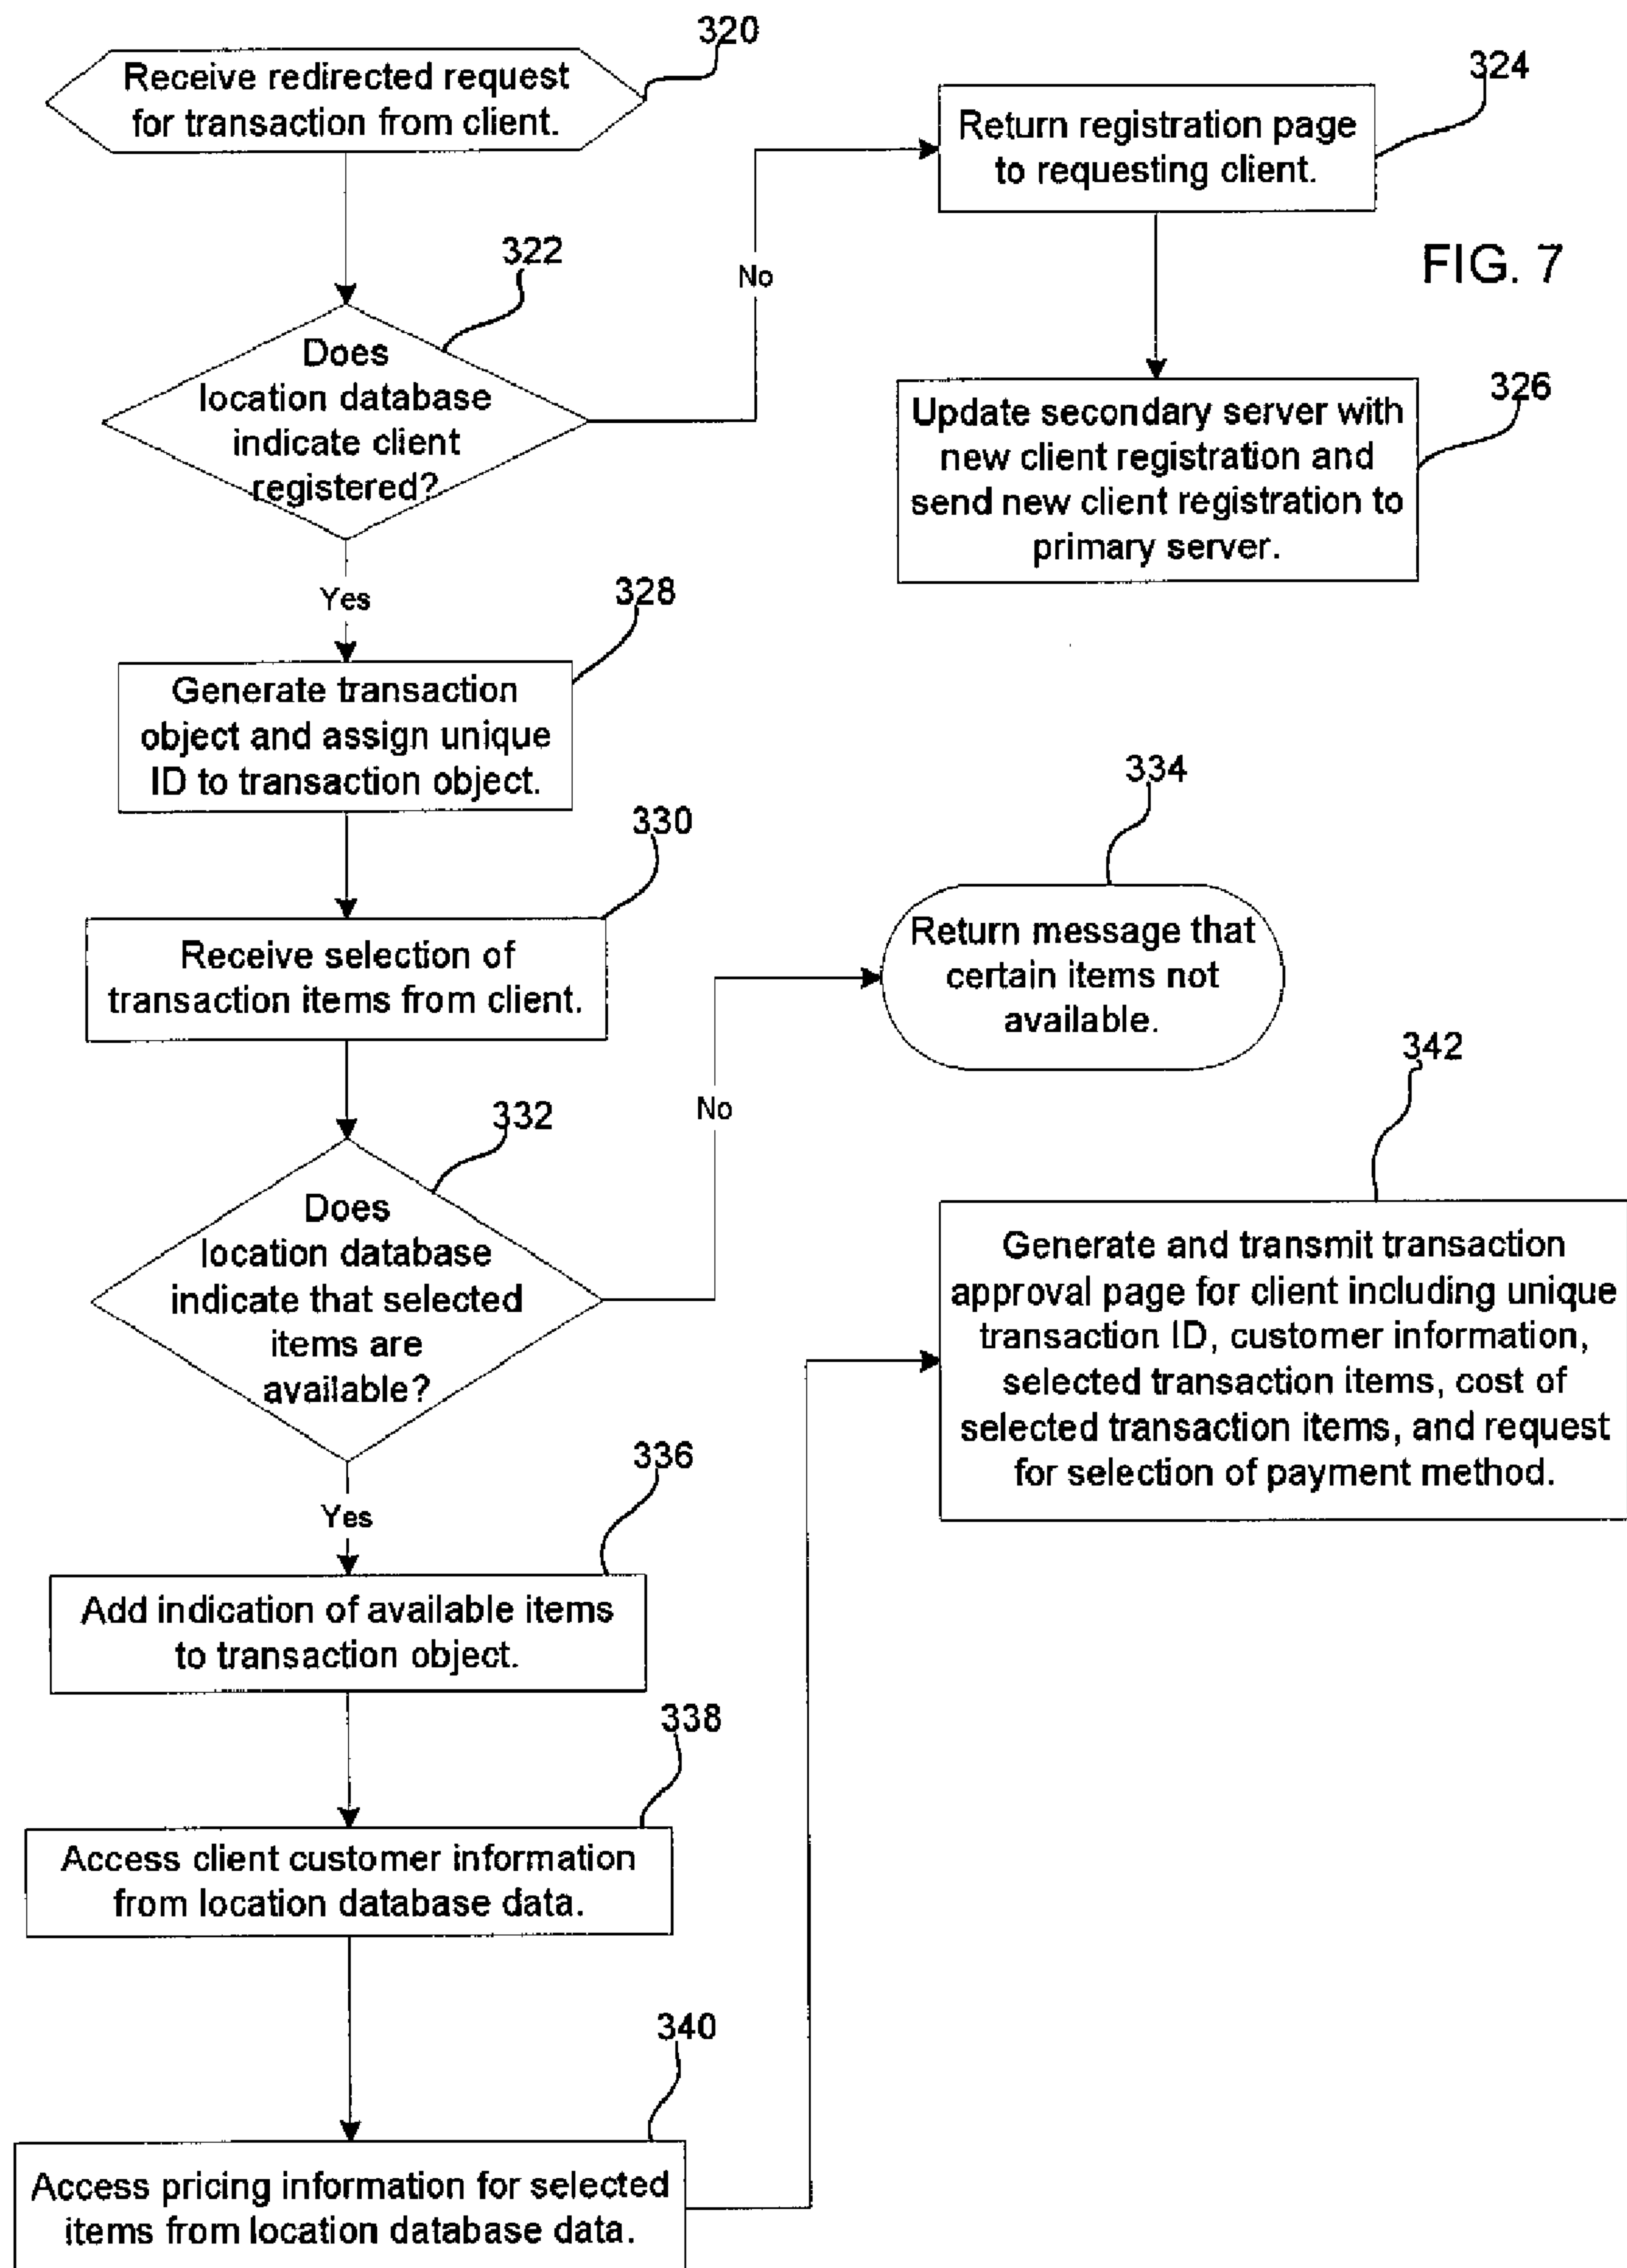 320
Receive redirected request
for transaction from client.
324
Return registration page
to requesting client.
FIG. 7
322
No
Does
location database
indicate client
registered?
326
Update secondary server with
new client registration and
send new client registration to
primary server.
Yes
328
Generate transaction
object and assign unique
ID to transaction object.
330
Receive selection of
transaction items from client.
334
Return message that
certain items not
available.
332
No
Does
location database
indicate that selected
items are
available?
342
Generate and transmit transaction
approval page for client including unique
transaction ID, customer information,
selected transaction items, cost of
selected transaction items, and request
for selection of payment method.
Yes
336
Add indication of available items
to transaction object.
338
Access client customer information
from location database data.
340
Access pricing information for selected
items from location database data.